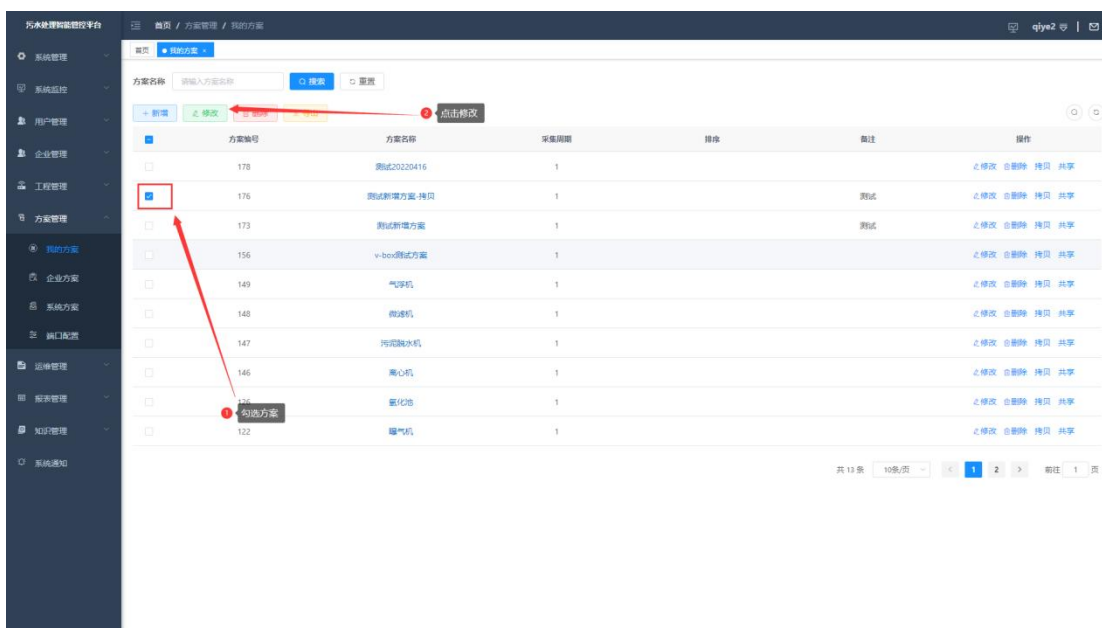 污水处理智能管控平台
首页 / 方案管理 / 我的方案
qiye2
系统管理
系统监控
用户管理
企业管理
工程管理
方案管理
我的方案
企业方案
系统方案
端口配置
运维管理
报表管理
知识管理
系统通知
首页 我的方案 ×
方案名称 请输入方案名称 搜索 重置
+ 新增 修改 删除 导出
2 点击修改
方案编号 方案名称 采集周期 排序 备注 操作
178 测试20220416 1 修改 删除 拷贝 共享
176 测试新增方案-拷贝 1 测试 修改 删除 拷贝 共享
173 测试新增方案 1 测试 修改 删除 拷贝 共享
156 v-box测试方案 1 修改 删除 拷贝 共享
149 气浮机 1 修改 删除 拷贝 共享
148 微滤机 1 修改 删除 拷贝 共享
147 污泥脱水机 1 修改 删除 拷贝 共享
146 离心机 1 修改 删除 拷贝 共享
126 氧化池 1 修改 删除 拷贝 共享
1 勾选方案
122 曝气机 1 修改 删除 拷贝 共享
共 13 条 10条/页 < 1 2 > 前往 1 页